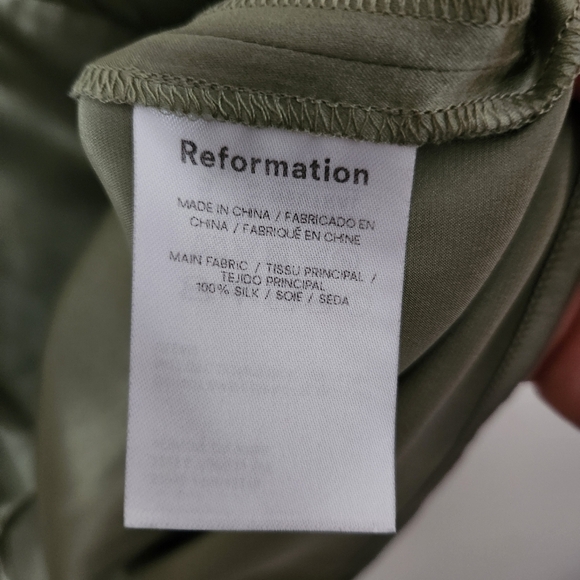 Reformation
MADE IN CHINA / FABRICADO EN
CHINA / FABRIQUÉ EN CHINE
MAIN FABRIC / TISSU PRINCIPAL /
TEJIDO PRINCIPAL
100% SILK / SOIE / SEDA